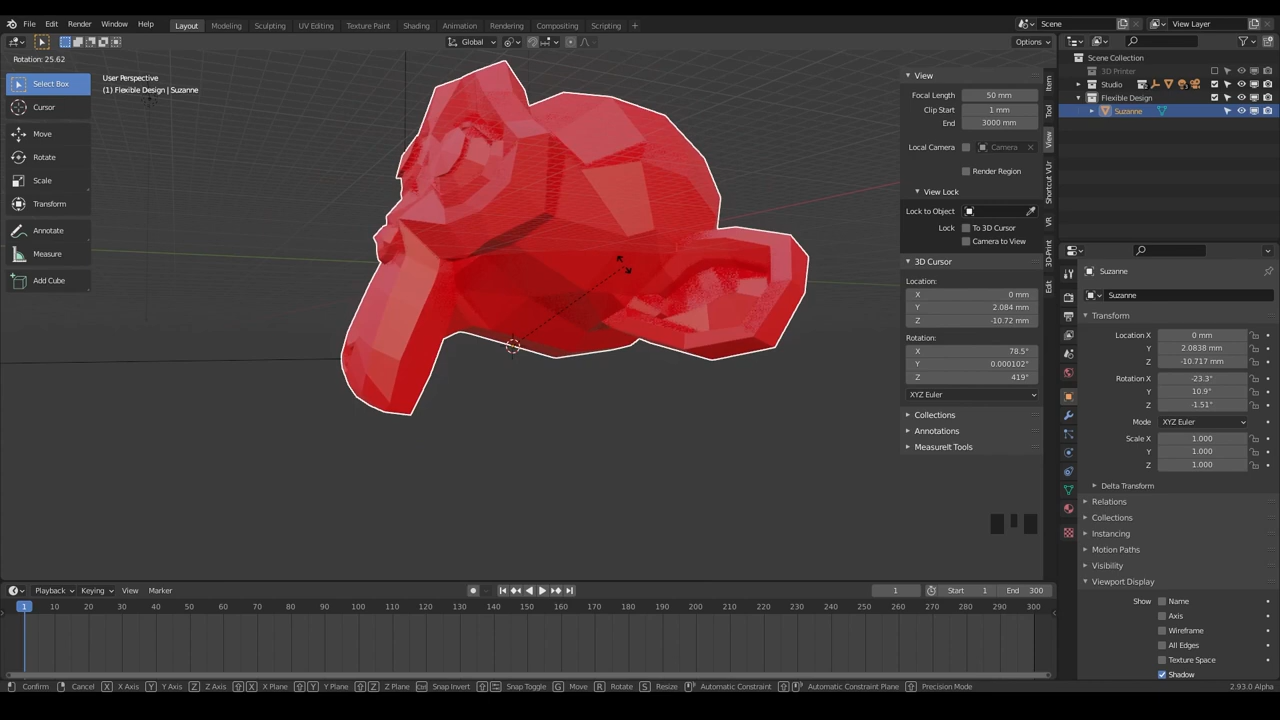 File Edit Render Window Help Layout Modeling Sculpting UV Editing Texture Paint Shading Animation Rendering Compositing Scripting + Scene View Layer
Global Options
Rotation: 25.62
User Perspective
(1) Flexible Design | Suzanne
Select Box
Cursor
Move
Rotate
Scale
Transform
Annotate
Measure
Add Cube
View
Focal Length 50 mm
Clip Start 1 mm
End 3000 mm
Local Camera Camera
Render Region
View Lock
Lock to Object
Lock To 3D Cursor
Camera to View
3D Cursor
Location:
X 0 mm
Y 2.084 mm
Z -10.72 mm
Rotation:
X 78.5°
Y 0.000102°
Z 419°
XYZ Euler
Collections
Annotations
MeasureIt Tools
Item
Tool
View
Shortcut VUr
VR
3D-Print
Edit
Scene Collection
3D Printer
Studio
Flexible Design
Suzanne
Suzanne
Suzanne
Transform
Location X 0 mm
Y 2.0838 mm
Z -10.717 mm
Rotation X -23.3°
Y 10.9°
Z -1.51°
Mode XYZ Euler
Scale X 1.000
Y 1.000
Z 1.000
Delta Transform
Relations
Collections
Instancing
Motion Paths
Visibility
Viewport Display
Show Name
Axis
Wireframe
All Edges
Texture Space
Shadow
Playback Keying View Marker 1 Start 1 End 300
1 10 20 30 40 50 60 70 80 90 100 110 120 130 140 150 160 170 180 190 200 210 220 230 240 250 260 270 280 290 300
Confirm Cancel X X Axis Y Y Axis Z Z Axis X X Plane Y Y Plane Z Z Plane Ctrl Snap Invert Snap Toggle G Move R Rotate S Resize Automatic Constraint Automatic Constraint Plane Precision Mode 2.93.0 Alpha